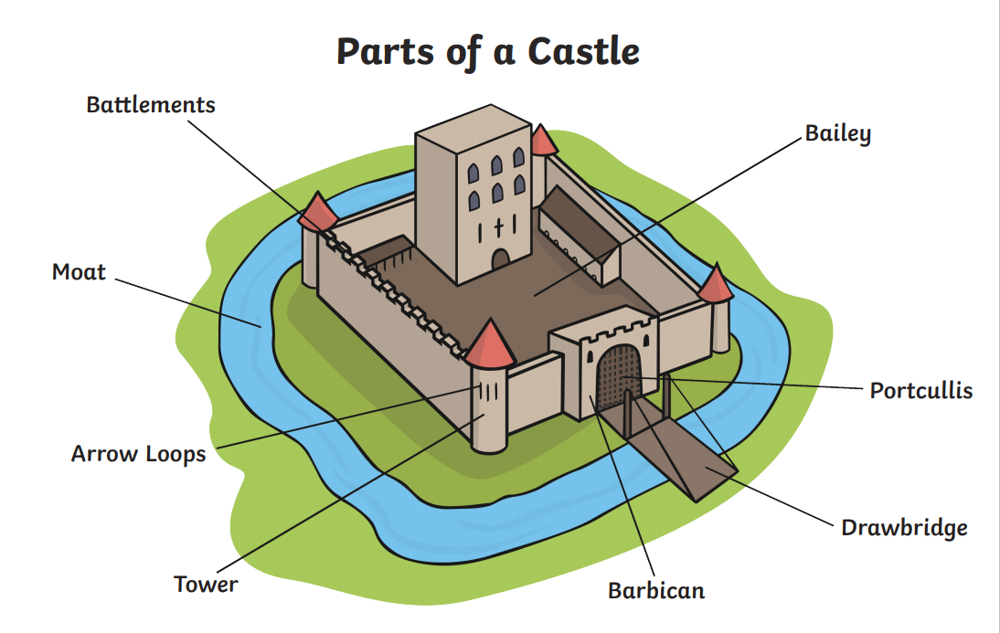 Parts of a Castle
Battlements
Bailey
Moat
Portcullis
Arrow Loops
Drawbridge
Tower
Barbican